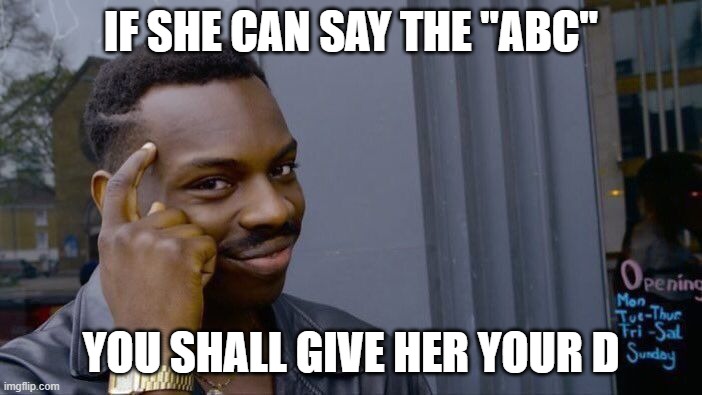 IF SHE CAN SAY THE "ABC"
Opening
Mon
Tue-Thur
Fri -Sat
Sunday
YOU SHALL GIVE HER YOUR D
imgflip.com